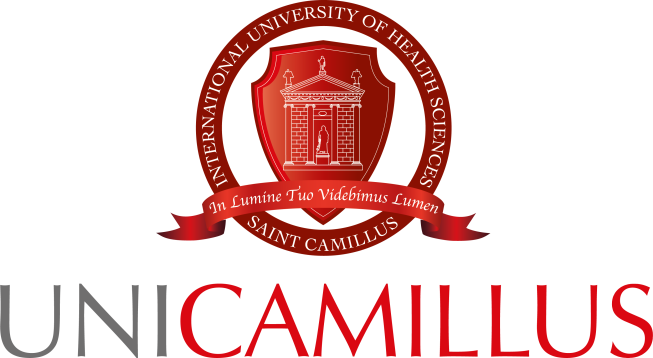 INTERNATIONAL UNIVERSITY OF HEALTH SCIENCES
In Lumine Tuo Videbimus Lumen
SAINT CAMILLUS
UNICAMILLUS